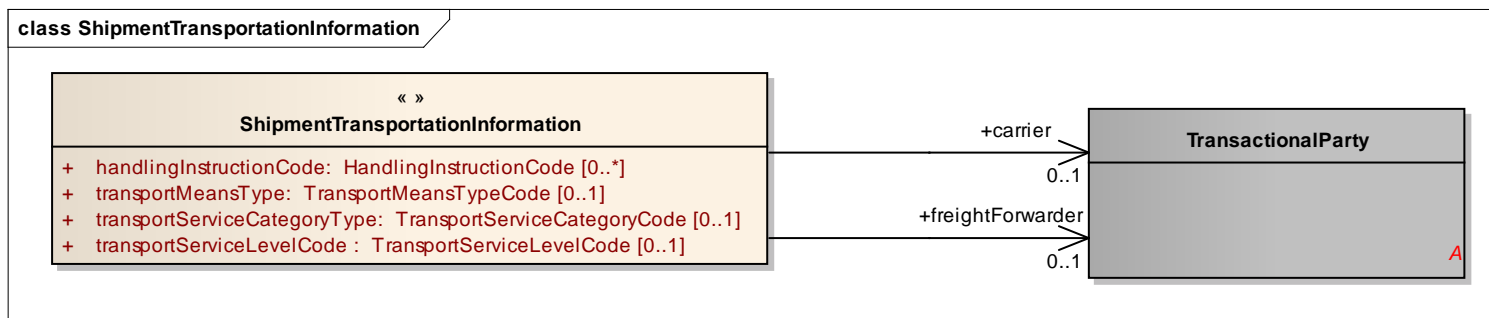 class ShipmentTransportationInformation
« »
ShipmentTransportationInformation
+ handlingInstructionCode: HandlingInstructionCode [0..*]
+ transportMeansType: TransportMeansTypeCode [0..1]
+ transportServiceCategoryType: TransportServiceCategoryCode [0..1]
+ transportServiceLevelCode : TransportServiceLevelCode [0..1]
+carrier
0..1
+freightForwarder
0..1
TransactionalParty
A